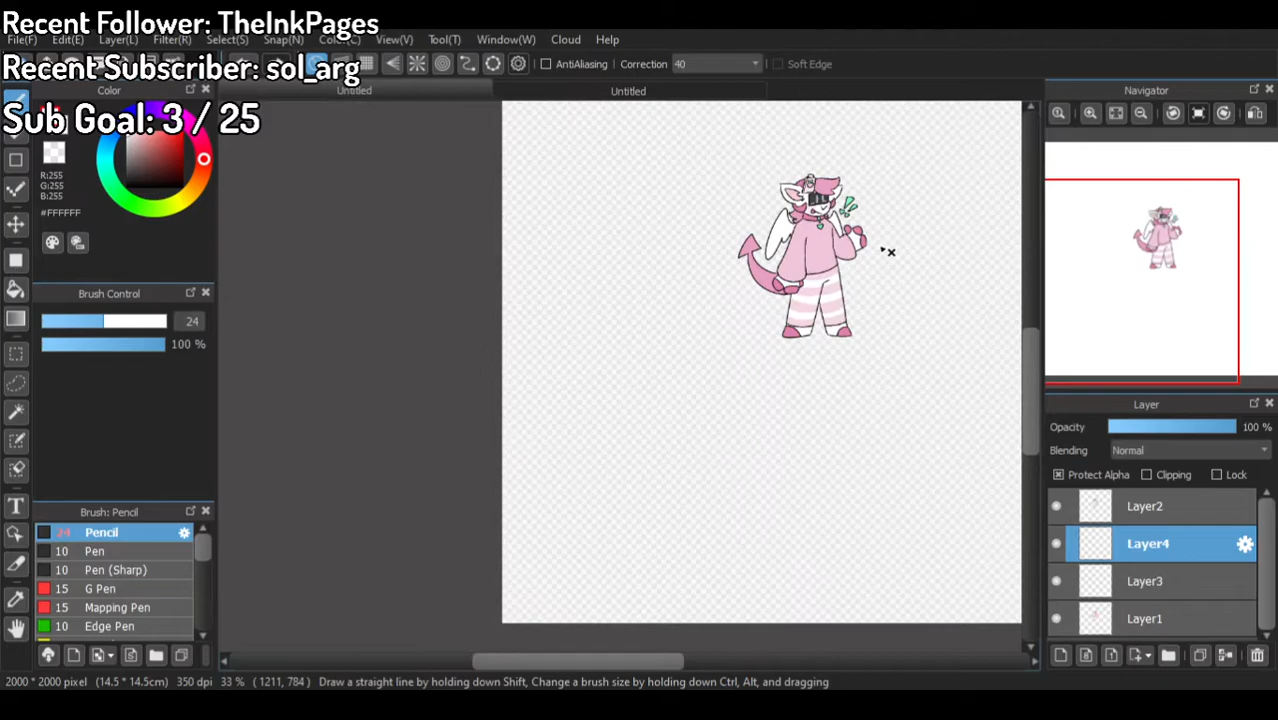 Recent Follower: TheInkPages
File(F) Edit(E) Layer(L) Filter(R) Select(S) Snap(N) View(V) Tool(T) Window(W) Cloud Help
Recent Subscriber: sol_arg
AntiAliasing Correction 40 Soft Edge
Sub Goal: 3 / 25
Color
Untitled Untitled
Navigator
R:255
G:255
B:255
#FFFFFF
Brush Control
24
100 %
Brush: Pencil
24 Pencil
10 Pen
10 Pen (Sharp)
15 G Pen
15 Mapping Pen
10 Edge Pen
Layer
Opacity 100 %
Blending Normal
Protect Alpha Clipping Lock
Layer2
Layer4
Layer3
Layer1
2000 * 2000 pixel (14.5 * 14.5cm) 350 dpi 33 % ( 1211, 784 ) Draw a straight line by holding down Shift, Change a brush size by holding down Ctrl, Alt, and dragging